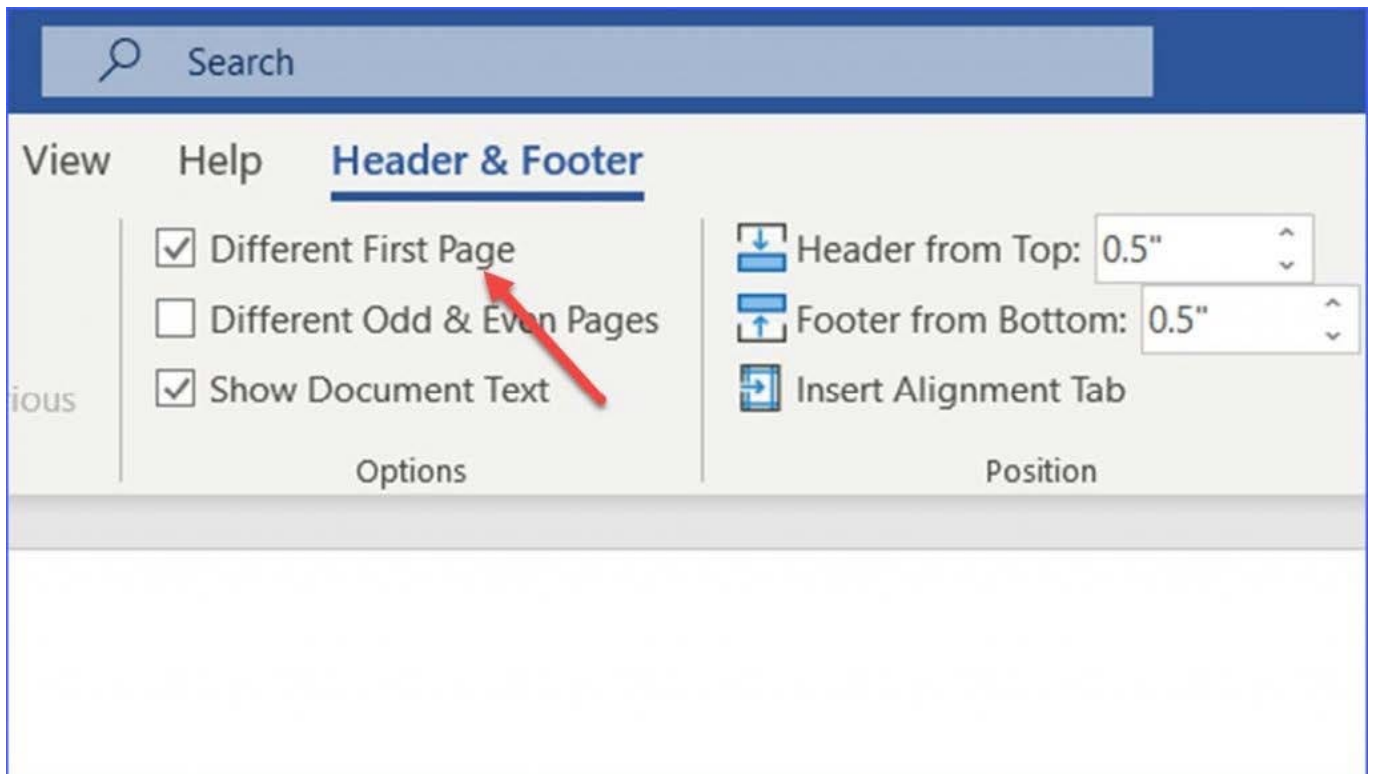 Search
View Help Header & Footer
Different First Page Header from Top: 0.5"
Different Odd & Even Pages Footer from Bottom: 0.5"
ious Show Document Text Insert Alignment Tab
Options Position